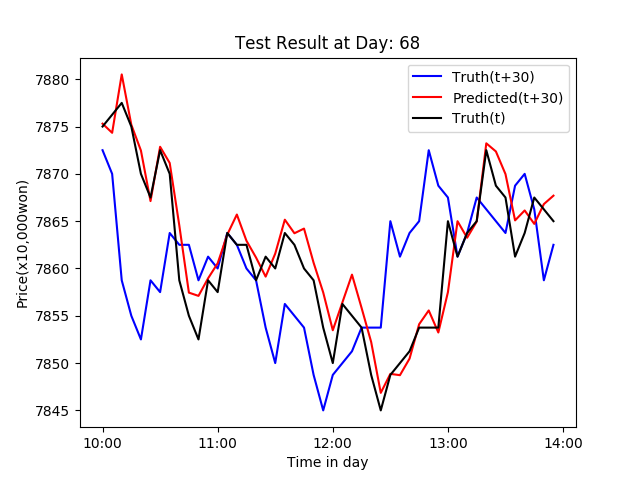 Test Result at Day: 68
Truth(t+30)
Predicted(t+30)
Truth(t)
Price(x10,000won)
7880
7875
7870
7865
7860
7855
7850
7845
10:00 11:00 12:00 13:00 14:00
Time in day